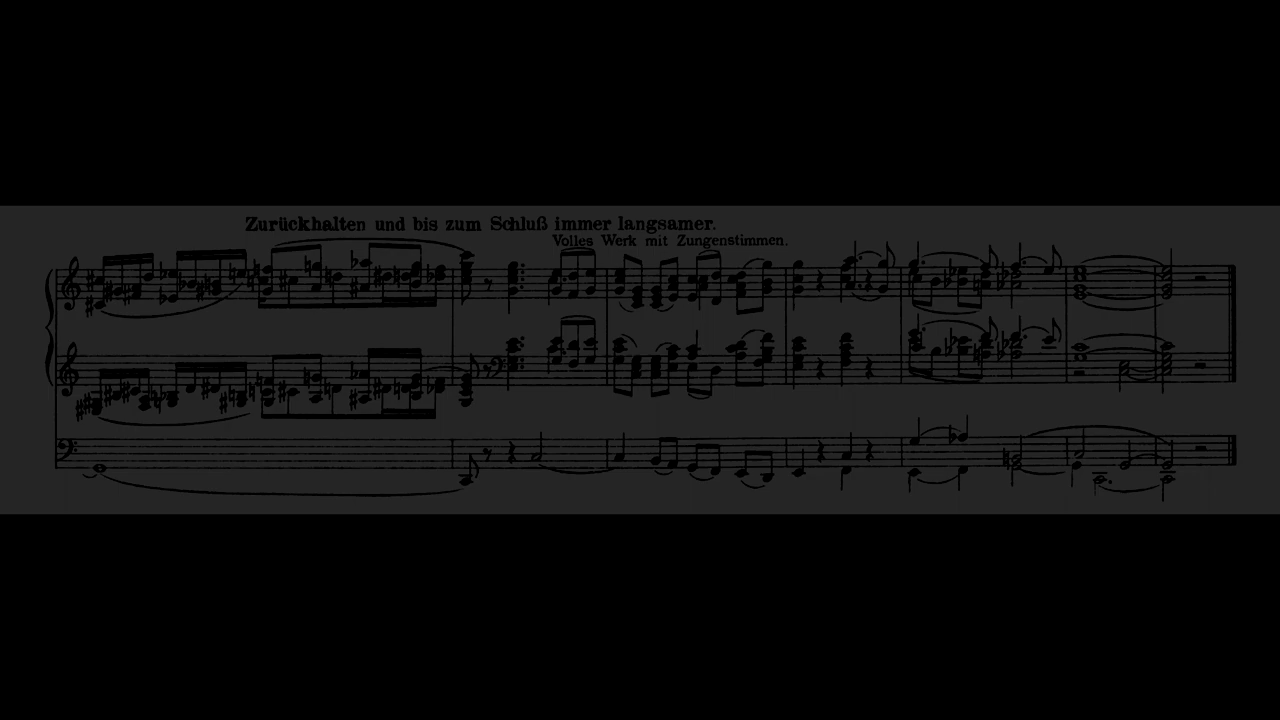 Zurückhalten und bis zum Schluß immer langsamer.
Volles Werk mit Zungenstimmen.